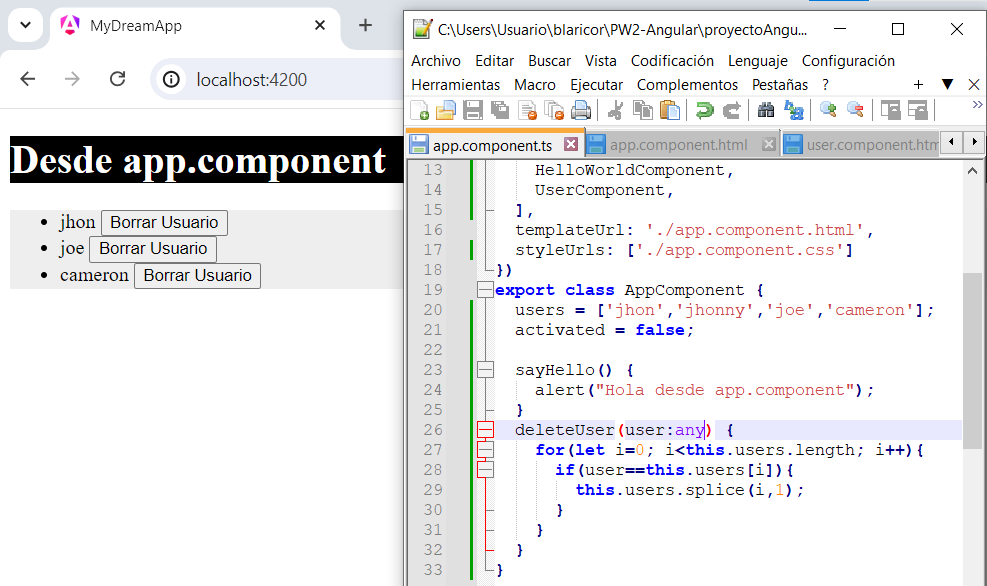 MyDreamApp
localhost:4200
Desde app.component
jhon Borrar Usuario
joe Borrar Usuario
cameron Borrar Usuario
C:\Users\Usuario\blaricor\PW2-Angular\proyectoAngu...
Archivo Editar Buscar Vista Codificación Lenguaje Configuración
Herramientas Macro Ejecutar Complementos Pestañas ? + ▼ X
app.component.ts app.component.html user.component.htm
13 HelloWorldComponent,
14 UserComponent,
15 ],
16 templateUrl: './app.component.html',
17 styleUrls: ['./app.component.css']
18 })
19 export class AppComponent {
20 users = ['jhon','jhonny','joe','cameron'];
21 activated = false;
22
23 sayHello() {
24 alert("Hola desde app.component");
25 }
26 deleteUser(user:any) {
27 for(let i=0; i<this.users.length; i++){
28 if(user==this.users[i]){
29 this.users.splice(i,1);
30 }
31 }
32 }
33 }